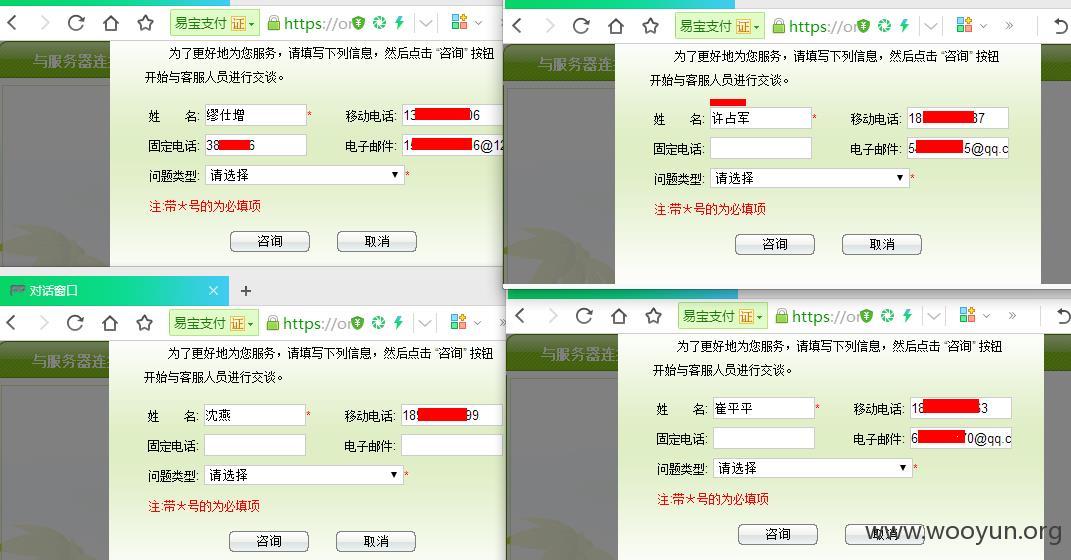 易宝支付 证 https://or
与服务器连
为了更好地为您服务，请填写下列信息，然后点击 “咨询” 按钮
开始与客服人员进行交谈。
姓 名: 缪仕增 * 移动电话: 13 06
固定电话: 38 6 电子邮件: 15 6@12
问题类型: 请选择 *
注:带＊号的为必填项
咨询 取消
易宝支付 证 https://or
与服务器连
为了更好地为您服务，请填写下列信息，然后点击 “咨询” 按钮
开始与客服人员进行交谈。
姓 名: 许占军 * 移动电话: 18 37
固定电话: 电子邮件: 54 5@qq.c
问题类型: 请选择 *
注:带＊号的为必填项
咨询 取消
对话窗口
易宝支付 证 https://or
与服务器连
为了更好地为您服务，请填写下列信息，然后点击 “咨询” 按钮
开始与客服人员进行交谈。
姓 名: 沈燕 * 移动电话: 189 99
固定电话: 电子邮件:
问题类型: 请选择 *
注:带＊号的为必填项
咨询 取消
易宝支付 证 https://or
与服务器连
为了更好地为您服务，请填写下列信息，然后点击 “咨询” 按钮
开始与客服人员进行交谈。
姓 名: 崔平平 * 移动电话: 18 33
固定电话: 电子邮件: 6 70@qq.c
问题类型: 请选择 *
注:带＊号的为必填项
咨询 取消
www.wooyun.org